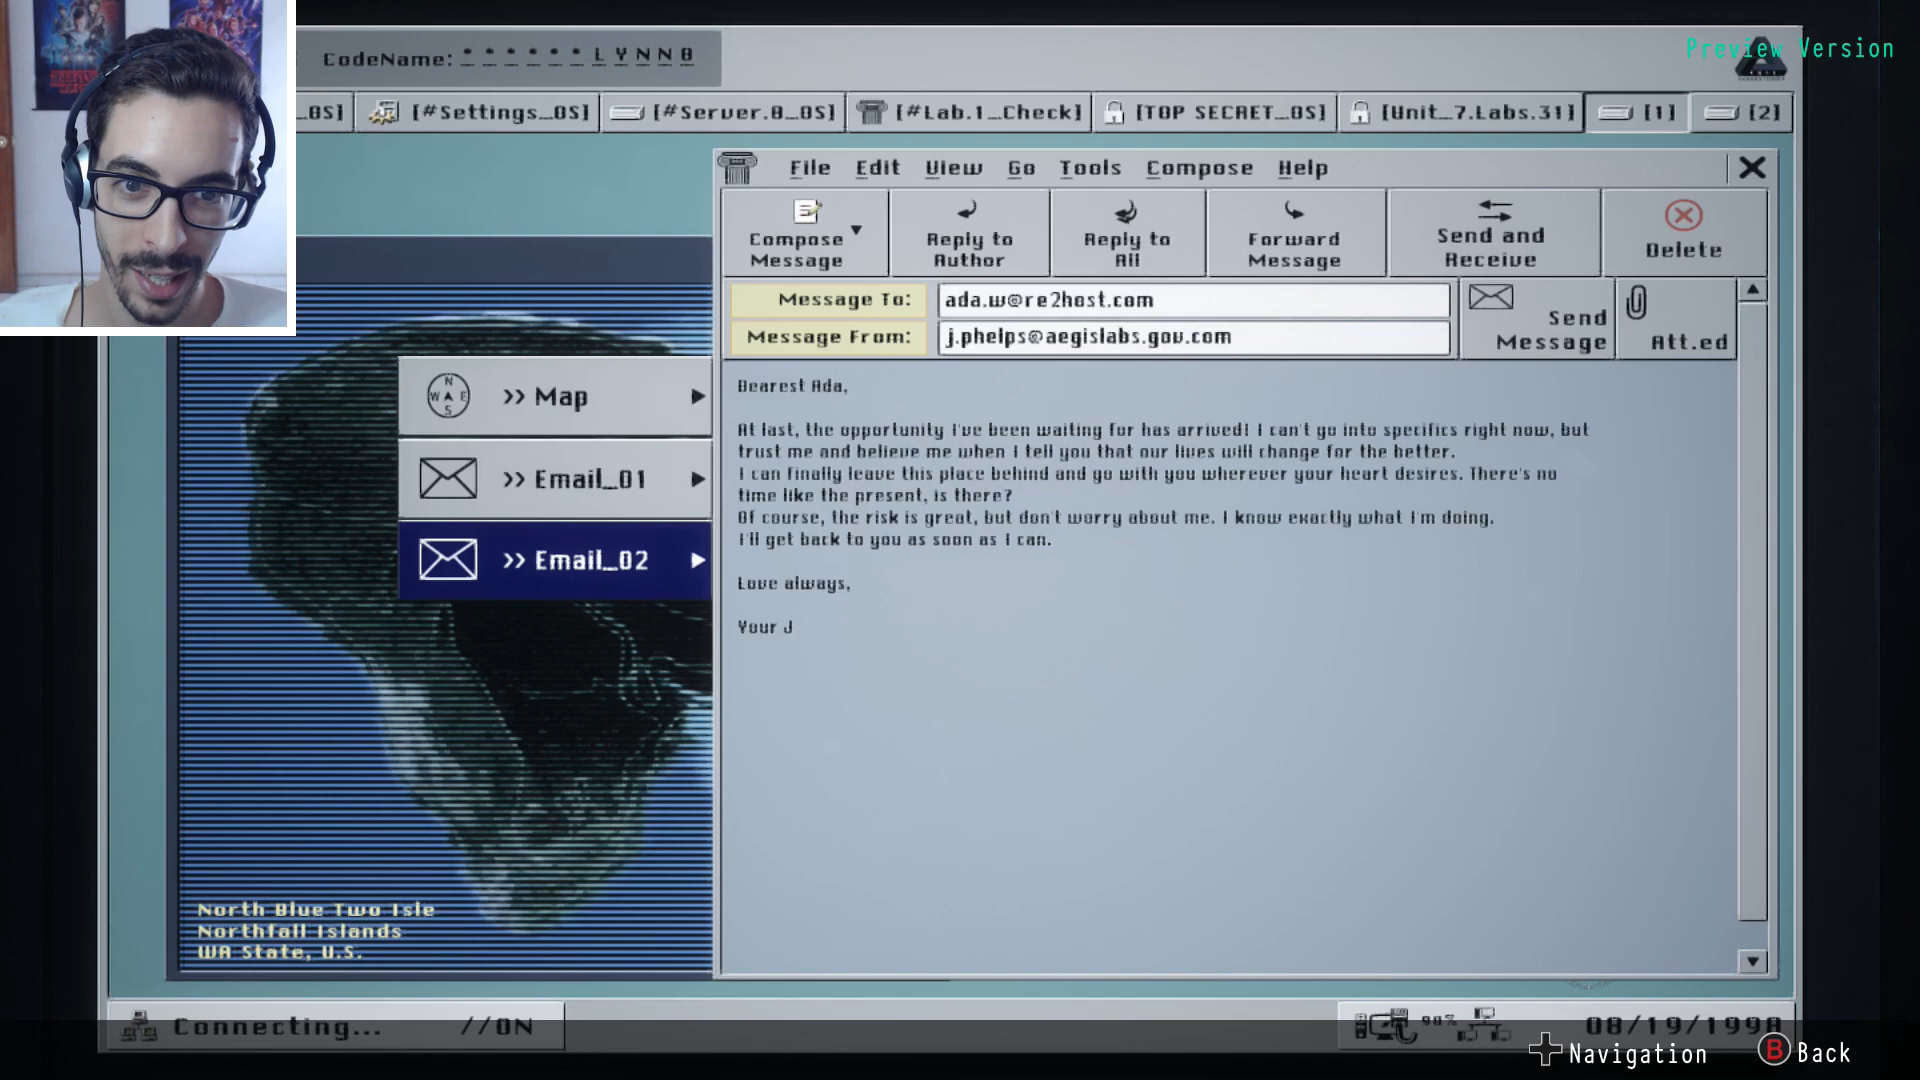 CodeName: * * * * * * L Y N N 8
Preview Version
_0S]
[#Settings_0S]
[#Server.0_0S]
[#Lab.1_Check]
[TOP SECRET_0S]
[Unit_7.Labs.31]
[1]
[2]
File Edit View Go Tools Compose Help
Compose Message
Reply to Author
Reply to All
Forward Message
Send and Receive
Delete
Message To: ada.w@re2host.com
Message From: j.phelps@aegislabs.gov.com
Send Message
Att.ed
N
W E
S
>> Map
>> Email_01
>> Email_02
Dearest Ada,
At last, the opportunity I've been waiting for has arrived! I can't go into specifics right now, but
trust me and believe me when I tell you that our lives will change for the better.
I can finally leave this place behind and go with you wherever your heart desires. There's no
time like the present, is there?
Of course, the risk is great, but don't worry about me. I know exactly what I'm doing.
I'll get back to you as soon as I can.
Love always,
Your J
North Blue Two Isle
Northfall Islands
WA State, U.S.
Connecting... //ON
98%
08/19/1998
Navigation
B Back